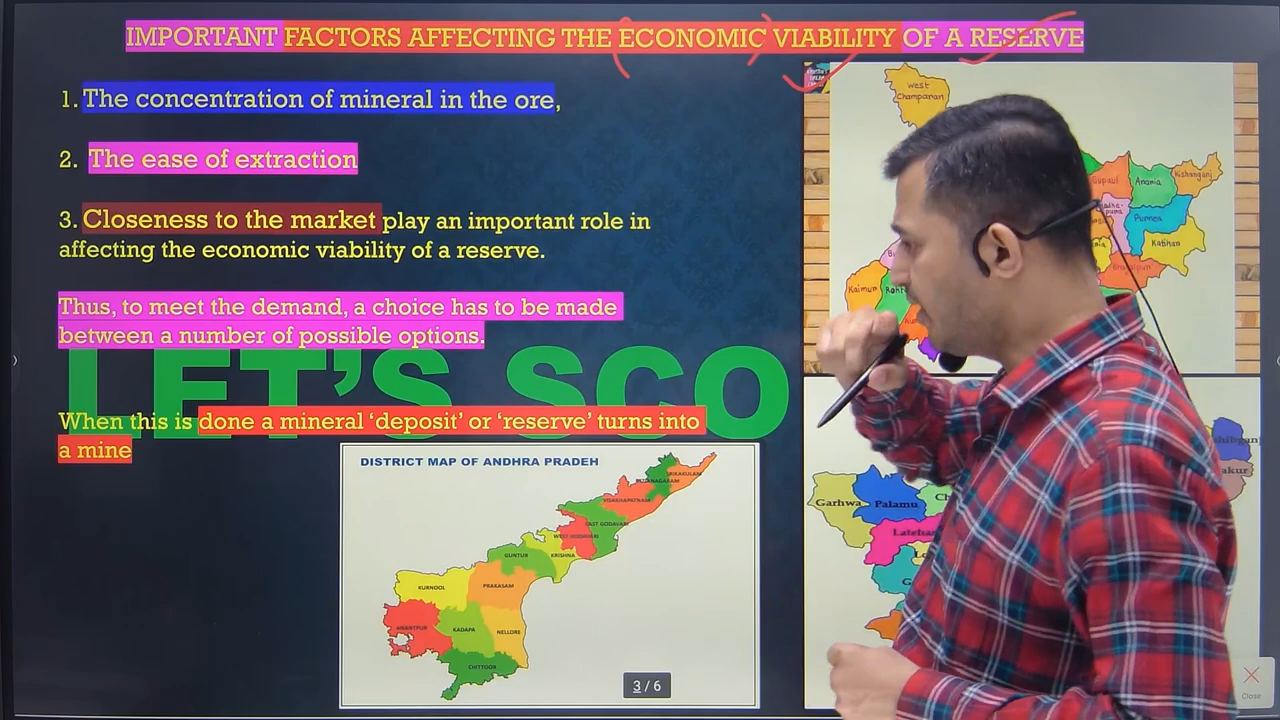 IMPORTANT FACTORS AFFECTING THE ECONOMIC VIABILITY OF A RESERVE
1. The concentration of mineral in the ore,
2. The ease of extraction
3. Closeness to the market play an important role in
affecting the economic viability of a reserve.
Thus, to meet the demand, a choice has to be made
between a number of possible options.
LET'S SCO
When this is done a mineral ‘deposit’ or ‘reserve’ turns into
a mine
DISTRICT MAP OF ANDHRA PRADEH
SRIKAKULAM
VISAKHAPATNAM
EAST GODAVARI
WEST GODAVARI
KRISHNA
GUNTUR
PRAKASAM
KURNOOL
ANANTPUR
KADAPA
NELLORE
CHITTOOR
3 / 6
West
Champaran
Supaul
Araria
Kishanganj
Purnea
Katihar
Bhagalpur
Kaimur
Garhwa
Palamu
Close